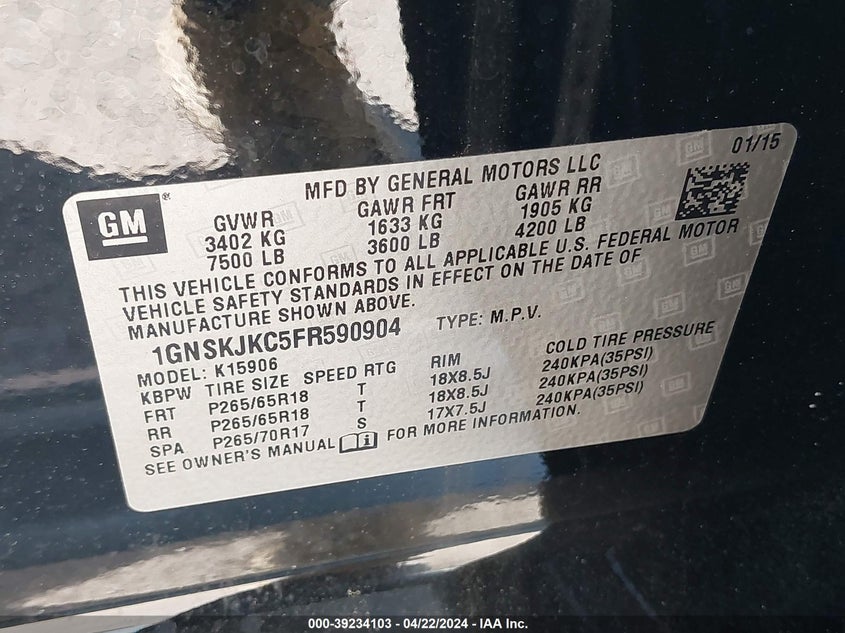 GM
MFD BY GENERAL MOTORS LLC
01/15
GVWR GAWR FRT GAWR RR
3402 KG 1633 KG 1905 KG
7500 LB 3600 LB 4200 LB
THIS VEHICLE CONFORMS TO ALL APPLICABLE U.S. FEDERAL MOTOR
VEHICLE SAFETY STANDARDS IN EFFECT ON THE DATE OF
MANUFACTURE SHOWN ABOVE.
1GNSKJKC5FR590904 TYPE: M.P.V.
MODEL: K15906
KBPW TIRE SIZE SPEED RTG RIM COLD TIRE PRESSURE
FRT P265/65R18 T 18X8.5J 240KPA(35PSI)
RR P265/65R18 T 18X8.5J 240KPA(35PSI)
SPA P265/70R17 S 17X7.5J 240KPA(35PSI)
SEE OWNER'S MANUAL FOR MORE INFORMATION.
000-39234103 - 04/22/2024 - IAA Inc.